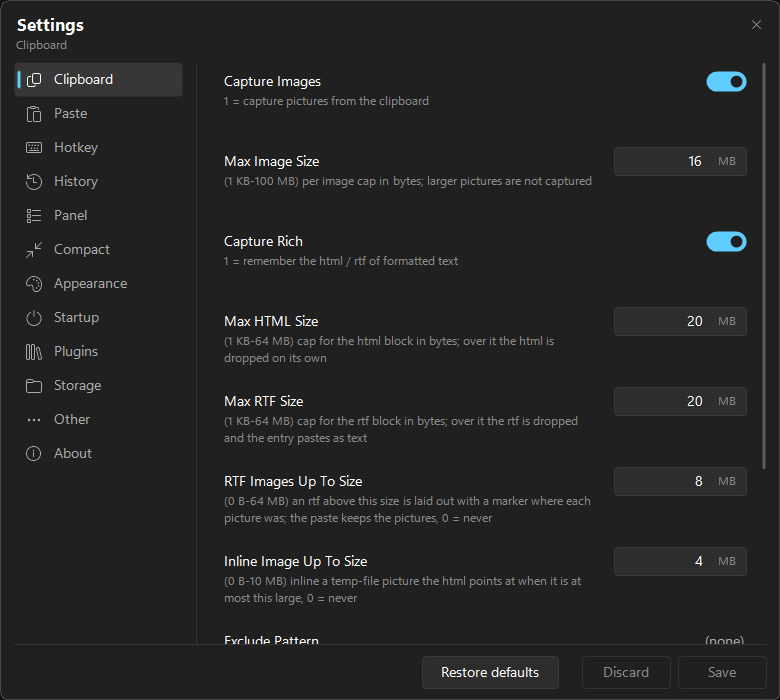 Settings
Clipboard
Clipboard
Paste
Hotkey
History
Panel
Compact
Appearance
Startup
Plugins
Storage
Other
About
Capture Images
1 = capture pictures from the clipboard
Max Image Size
16 MB
(1 KB-100 MB) per image cap in bytes; larger pictures are not captured
Capture Rich
1 = remember the html / rtf of formatted text
Max HTML Size
20 MB
(1 KB-64 MB) cap for the html block in bytes; over it the html is
dropped on its own
Max RTF Size
20 MB
(1 KB-64 MB) cap for the rtf block in bytes; over it the rtf is dropped
and the entry pastes as text
RTF Images Up To Size
8 MB
(0 B-64 MB) an rtf above this size is laid out with a marker where each
picture was; the paste keeps the pictures, 0 = never
Inline Image Up To Size
4 MB
(0 B-10 MB) inline a temp-file picture the html points at when it is at
most this large, 0 = never
Exclude Pattern
(none)
Restore defaults
Discard
Save